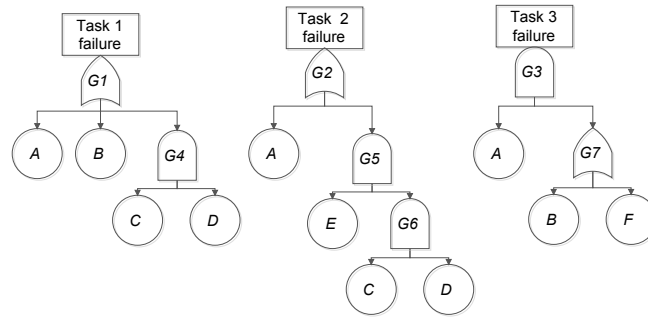 Task 1
failure
G1
A
B
G4
C
D
Task 2
failure
G2
A
G5
E
G6
C
D
Task 3
failure
G3
A
G7
B
F